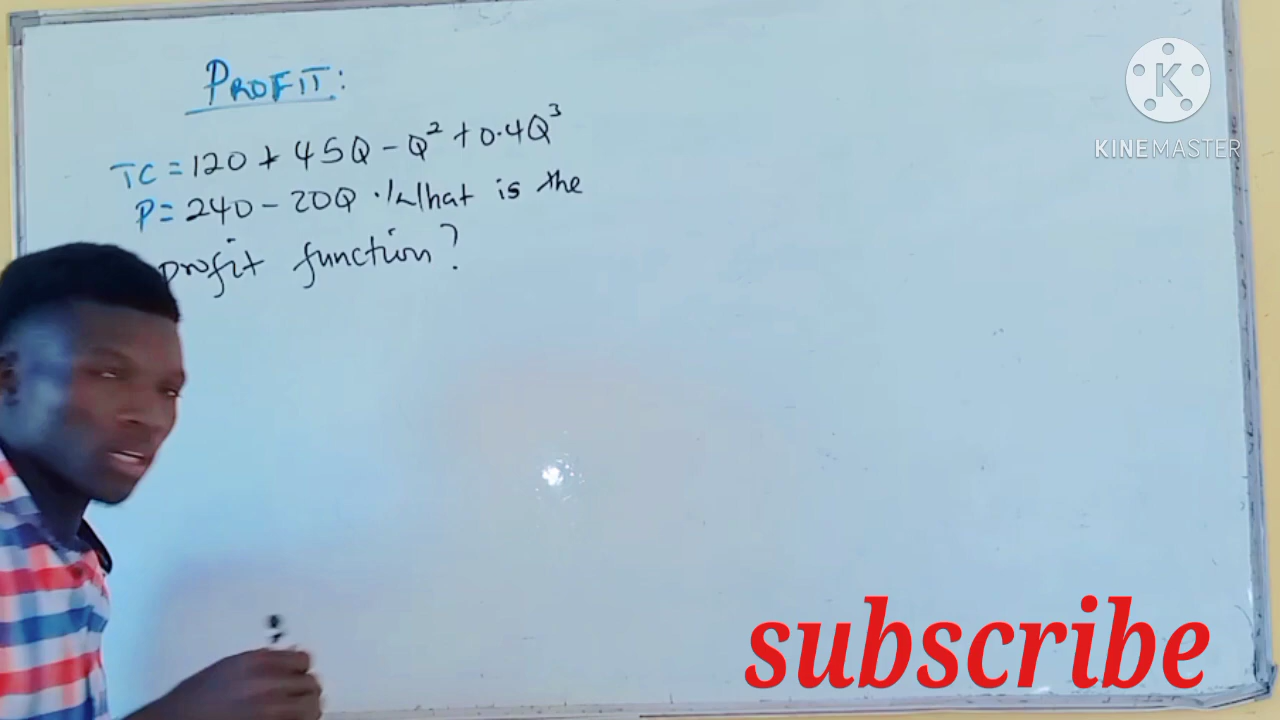 PROFIT:
TC = 120 + 45Q - Q² + 0.4Q³
P = 240 - 20Q. What is the
profit function?
K
KINEMASTER
subscribe